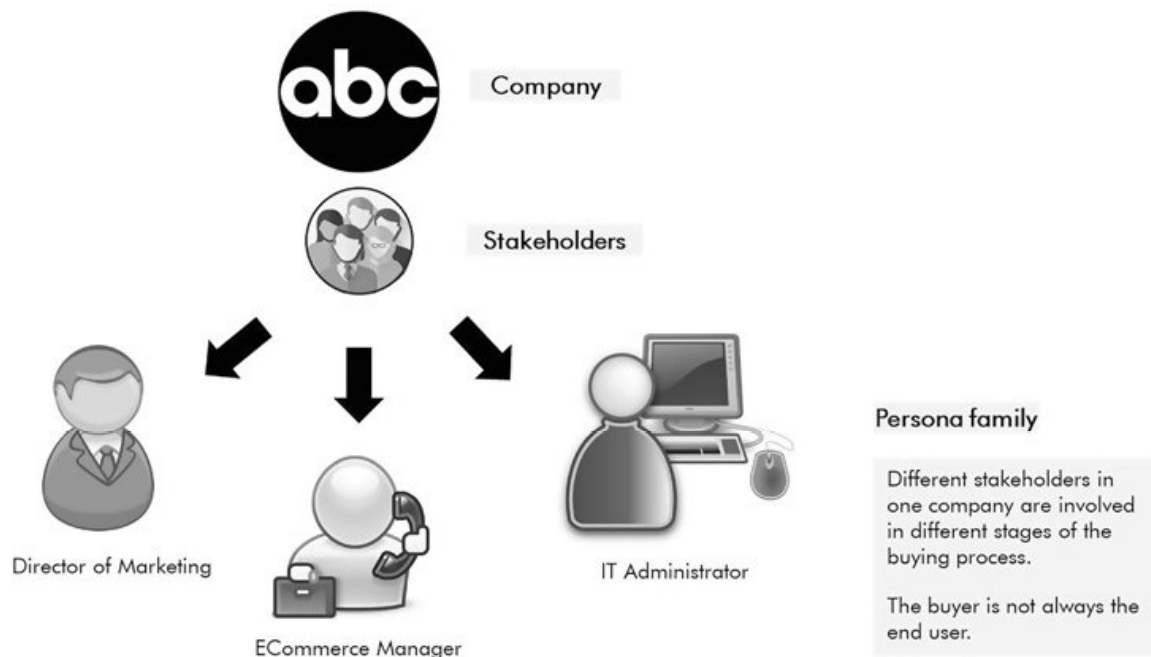 abc
Company
Stakeholders
Director of Marketing
ECommerce Manager
IT Administrator
Persona family
Different stakeholders in
one company are involved
in different stages of the
buying process.
The buyer is not always the
end user.